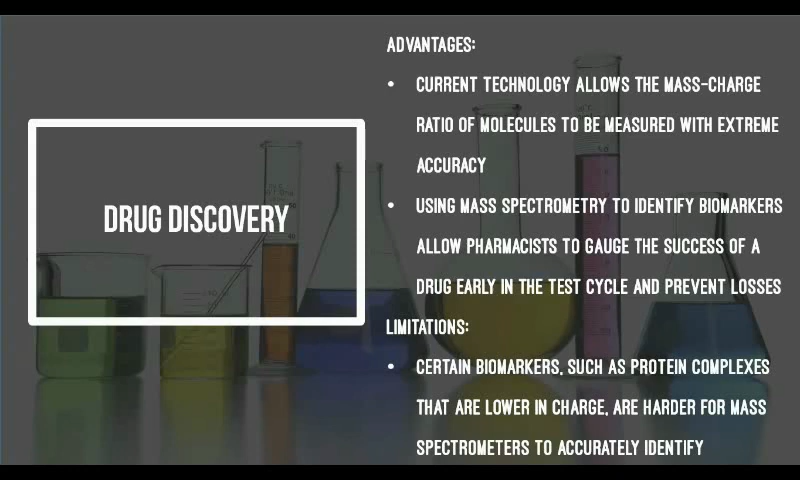 DRUG DISCOVERY
ADVANTAGES:
• CURRENT TECHNOLOGY ALLOWS THE MASS-CHARGE
RATIO OF MOLECULES TO BE MEASURED WITH EXTREME
ACCURACY
• USING MASS SPECTROMETRY TO IDENTIFY BIOMARKERS
ALLOW PHARMACISTS TO GAUGE THE SUCCESS OF A
DRUG EARLY IN THE TEST CYCLE AND PREVENT LOSSES
LIMITATIONS:
• CERTAIN BIOMARKERS, SUCH AS PROTEIN COMPLEXES
THAT ARE LOWER IN CHARGE, ARE HARDER FOR MASS
SPECTROMETERS TO ACCURATELY IDENTIFY